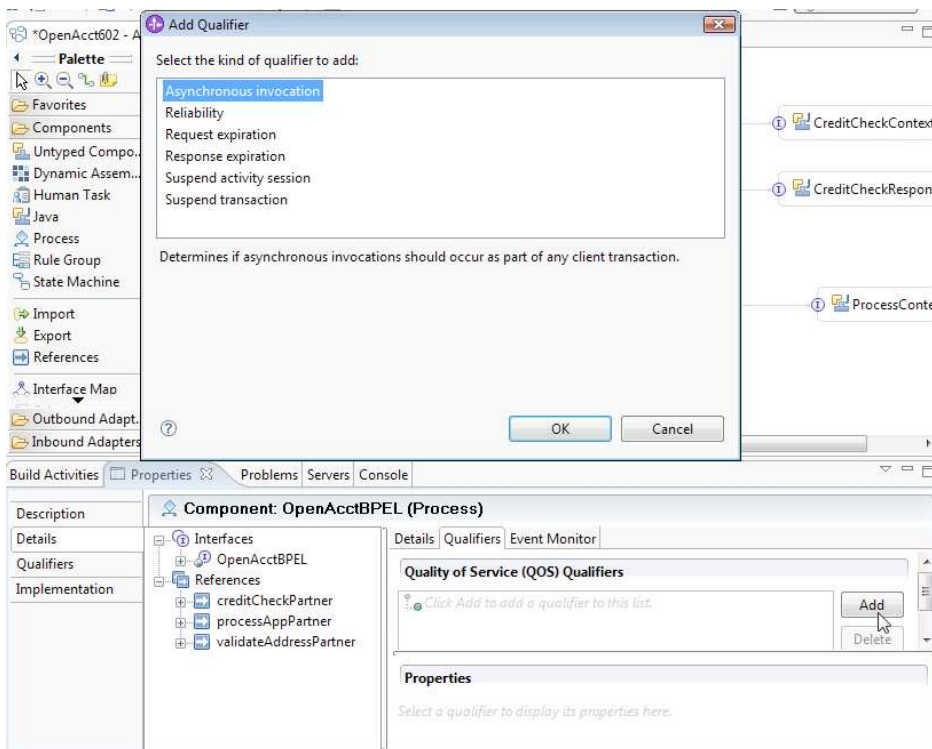 *OpenAcct602 - A
Palette
Favorites
Components
Untyped Compo..
Dynamic Assem...
Human Task
Java
Process
Rule Group
State Machine
Import
Export
References
Interface Map
Outbound Adapt.
Inbound Adapters
Add Qualifier
Select the kind of qualifier to add:
Asynchronous invocation
Reliability
Request expiration
Response expiration
Suspend activity session
Suspend transaction
Determines if asynchronous invocations should occur as part of any client transaction.
OK Cancel
CreditCheckContext
CreditCheckRespon
ProcessConte
Build Activities Properties Problems Servers Console
Description
Details
Qualifiers
Implementation
Component: OpenAcctBPEL (Process)
Interfaces
OpenAcctBPEL
References
creditCheckPartner
processAppPartner
validateAddressPartner
Details Qualifiers Event Monitor
Quality of Service (QOS) Qualifiers
Click Add to add a qualifier to this list.
Add
Delete
Properties
Select a qualifier to display its properties here.